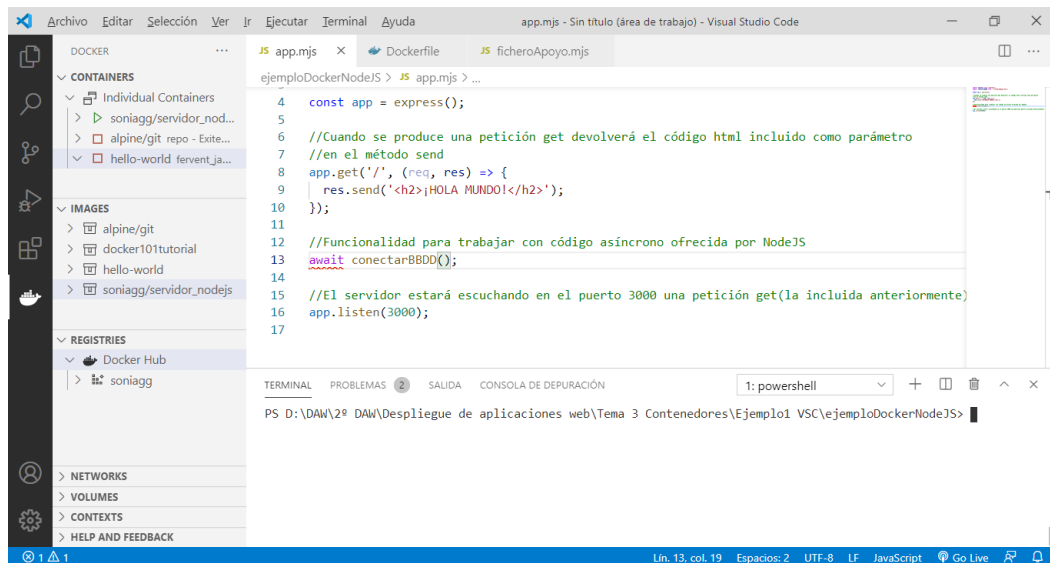 Archivo Editar Selección Ver Ir Ejecutar Terminal Ayuda app.mjs - Sin título (área de trabajo) - Visual Studio Code
DOCKER
CONTAINERS
Individual Containers
soniagg/servidor_nod...
alpine/git repo - Exite...
hello-world fervent_ja...
IMAGES
alpine/git
docker101tutorial
hello-world
soniagg/servidor_nodejs
REGISTRIES
Docker Hub
soniagg
NETWORKS
VOLUMES
CONTEXTS
HELP AND FEEDBACK
JS app.mjs Dockerfile JS ficheroApoyo.mjs
ejemploDockerNodeJS > JS app.mjs > ...
4 const app = express();
5
6 //Cuando se produce una petición get devolverá el código html incluido como parámetro
7 //en el método send
8 app.get('/', (req, res) => {
9 res.send('<h2>¡HOLA MUNDO!</h2>');
10 });
11
12 //Funcionalidad para trabajar con código asíncrono ofrecida por NodeJS
13 await conectarBBDD();
14
15 //El servidor estará escuchando en el puerto 3000 una petición get(la incluida anteriormente)
16 app.listen(3000);
17
TERMINAL PROBLEMAS 2 SALIDA CONSOLA DE DEPURACIÓN 1: powershell
PS D:\DAW\2º DAW\Despliegue de aplicaciones web\Tema 3 Contenedores\Ejemplo1 VSC\ejemploDockerNodeJS>
1 1 Lín. 13, col. 19 Espacios: 2 UTF-8 LF JavaScript Go Live